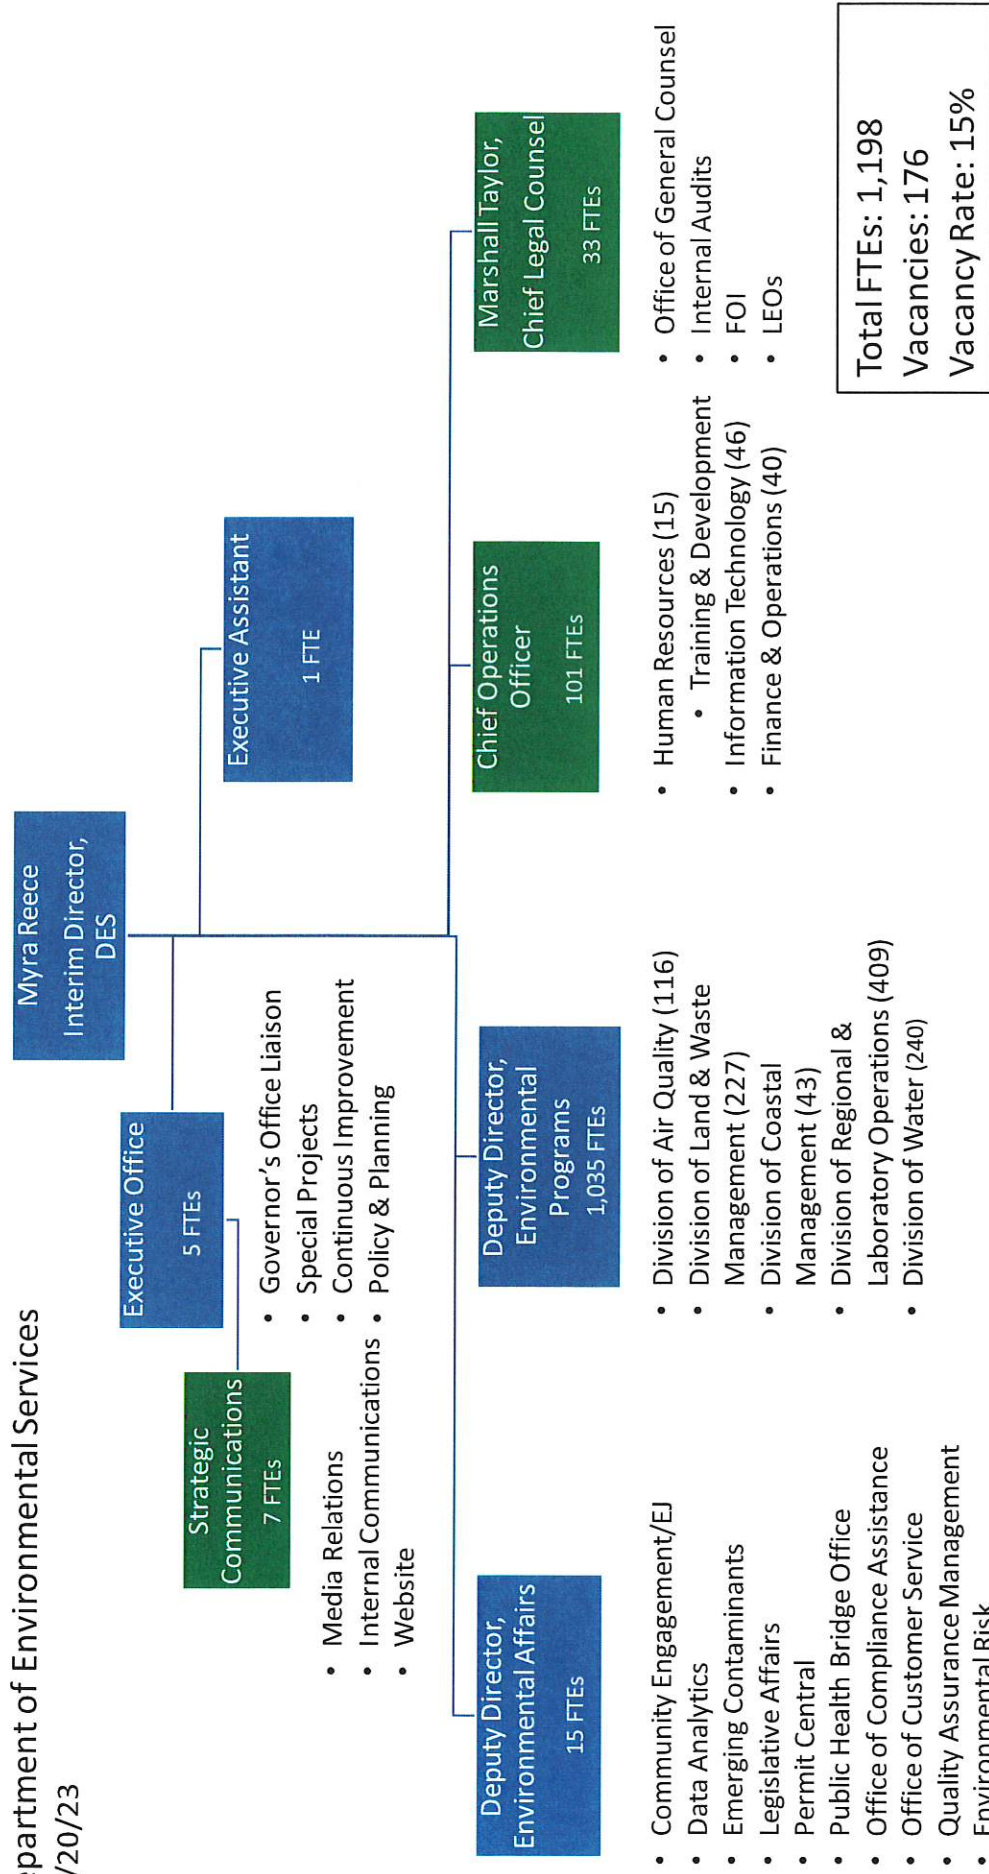 epartment of Environmental Services
/20/23
Myra Reece
Interim Director,
DES
Executive Office
5 FTEs
Executive Assistant
1 FTE
Strategic
Communications
7 FTEs
• Governor's Office Liaison
• Special Projects
• Continuous Improvement
• Policy & Planning
• Media Relations
• Internal Communications
• Website
Deputy Director,
Environmental Affairs
15 FTEs
Deputy Director,
Environmental
Programs
1,035 FTEs
Chief Operations
Officer
101 FTEs
Marshall Taylor,
Chief Legal Counsel
33 FTEs
• Community Engagement/EJ
• Data Analytics
• Emerging Contaminants
• Legislative Affairs
• Permit Central
• Public Health Bridge Office
• Office of Compliance Assistance
• Office of Customer Service
• Quality Assurance Management
• Environmental Risk
• Division of Air Quality (116)
• Division of Land & Waste
Management (227)
• Division of Coastal
Management (43)
• Division of Regional &
Laboratory Operations (409)
• Division of Water (240)
• Human Resources (15)
• Training & Development
• Information Technology (46)
• Finance & Operations (40)
• Office of General Counsel
• Internal Audits
• FOI
• LEOs
Total FTEs: 1,198
Vacancies: 176
Vacancy Rate: 15%